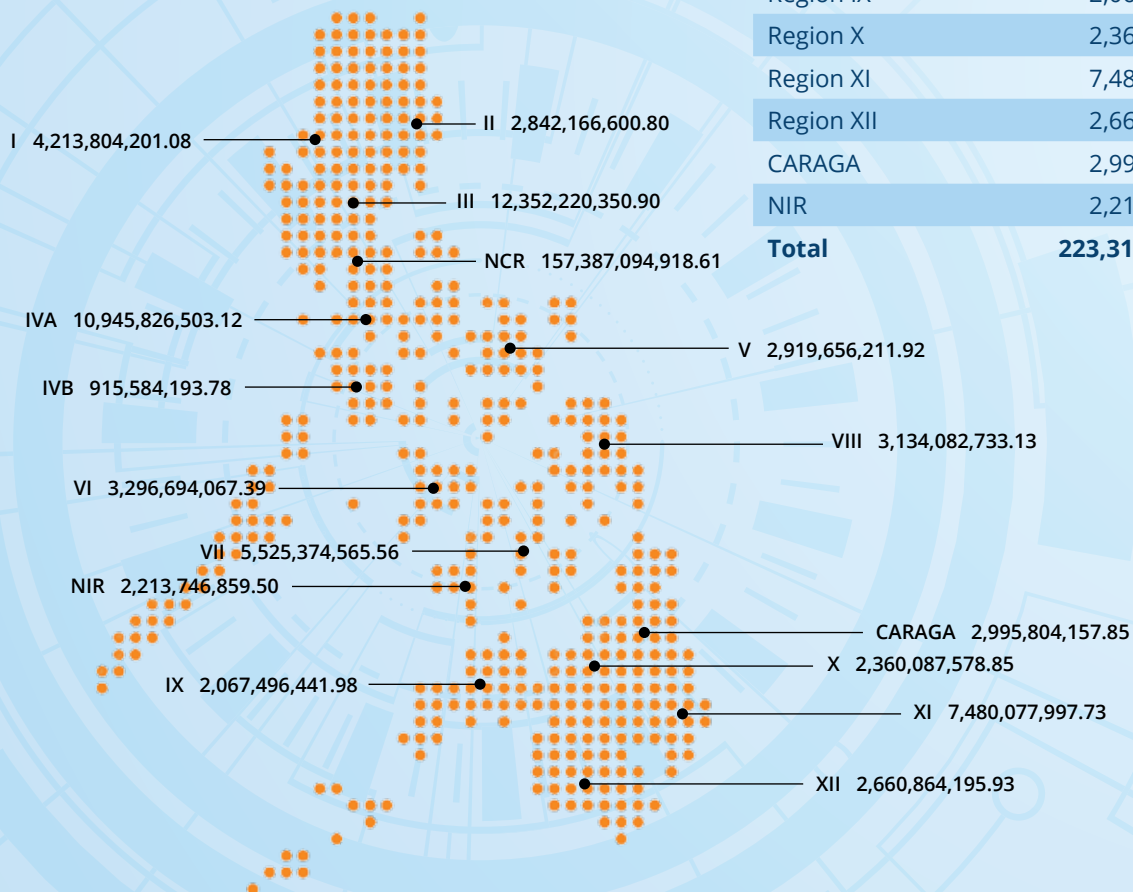 Region X 2,36
Region XI 7,48
Region XII 2,66
CARAGA 2,99
NIR 2,21
Total 223,31
I 4,213,804,201.08
II 2,842,166,600.80
III 12,352,220,350.90
NCR 157,387,094,918.61
IVA 10,945,826,503.12
V 2,919,656,211.92
IVB 915,584,193.78
VIII 3,134,082,733.13
VI 3,296,694,067.39
VII 5,525,374,565.56
NIR 2,213,746,859.50
CARAGA 2,995,804,157.85
X 2,360,087,578.85
IX 2,067,496,441.98
XI 7,480,077,997.73
XII 2,660,864,195.93